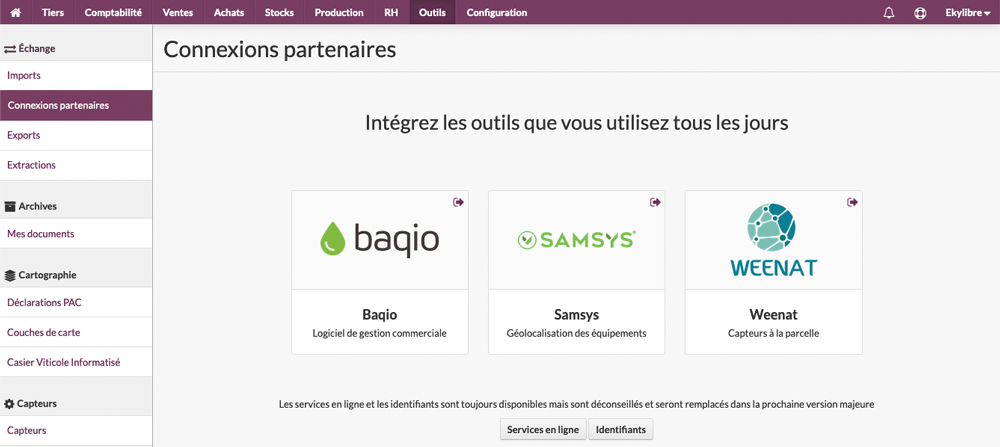 Tiers Comptabilité Ventes Achats Stocks Production RH Outils Configuration Ekylibre
Échange
Imports
Connexions partenaires
Exports
Extractions
Archives
Mes documents
Cartographie
Déclarations PAC
Couches de carte
Casier Viticole Informatisé
Capteurs
Capteurs
Connexions partenaires
Intégrez les outils que vous utilisez tous les jours
baqio
Baqio
Logiciel de gestion commerciale
SAMSYS®
Samsys
Géolocalisation des équipements
WEENAT
Weenat
Capteurs à la parcelle
Les services en ligne et les identifiants sont toujours disponibles mais sont déconseillés et seront remplacés dans la prochaine version majeure
Services en ligne Identifiants